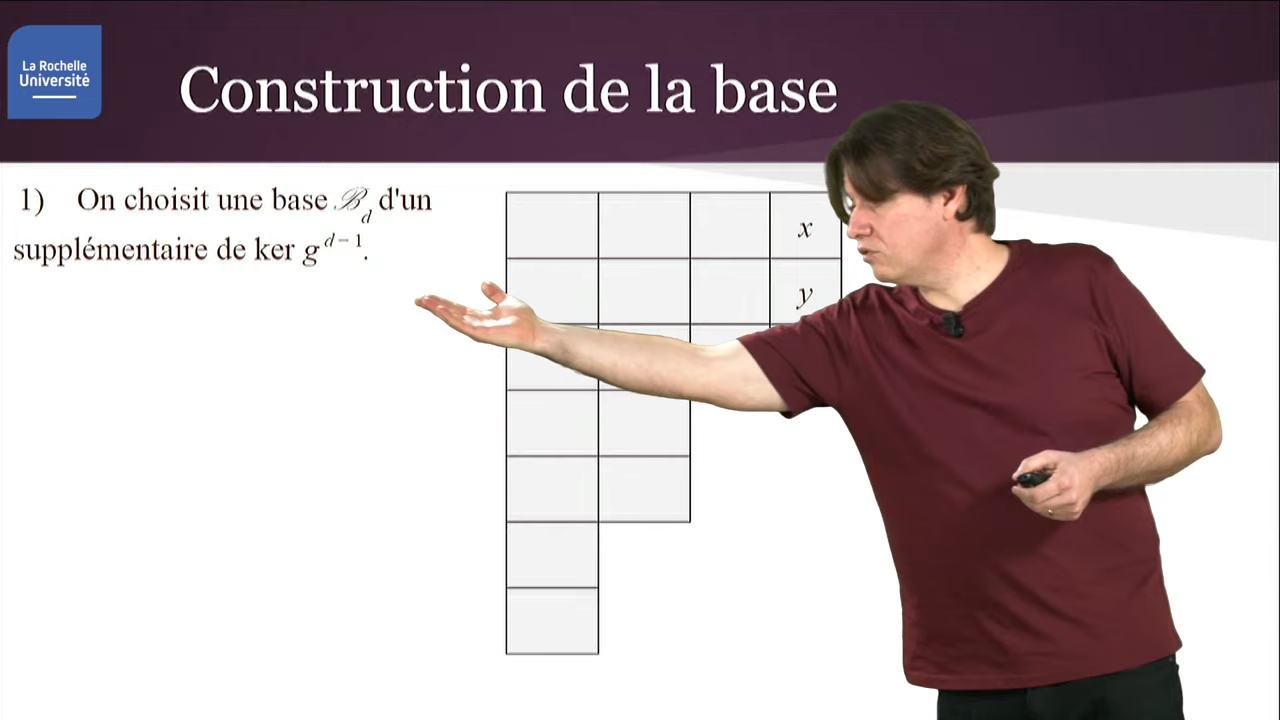 La Rochelle
Université
Construction de la base
1) On choisit une base ℬ_d d'un
supplémentaire de ker g^{d−1}.
x
y